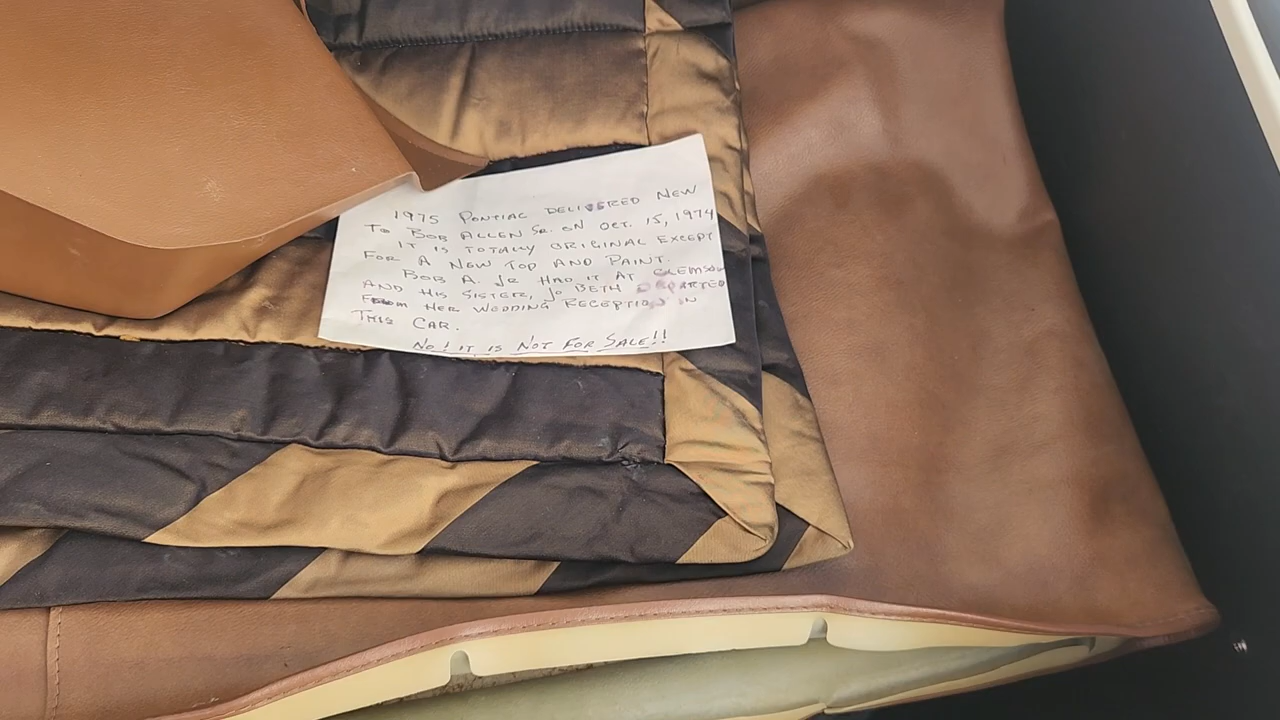 1975 PONTIAC DELIVERED NEW
TO BOB ALLEN SR. ON OCT. 15, 1974
IT IS TOTALLY ORIGINAL EXCEPT
FOR A NEW TOP AND PAINT.
BOB A. JR HAD IT AT CLEMSON
AND HIS SISTER, JO BETH DEPARTED
FROM HER WEDDING RECEPTION IN
THIS CAR.
NO! IT IS NOT FOR SALE!!